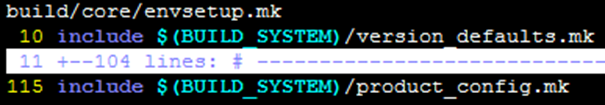 build/core/envsetup.mk
10 include $(BUILD_SYSTEM)/version_defaults.mk
11 +--104 lines: # ----------------------------
115 include $(BUILD_SYSTEM)/product_config.mk